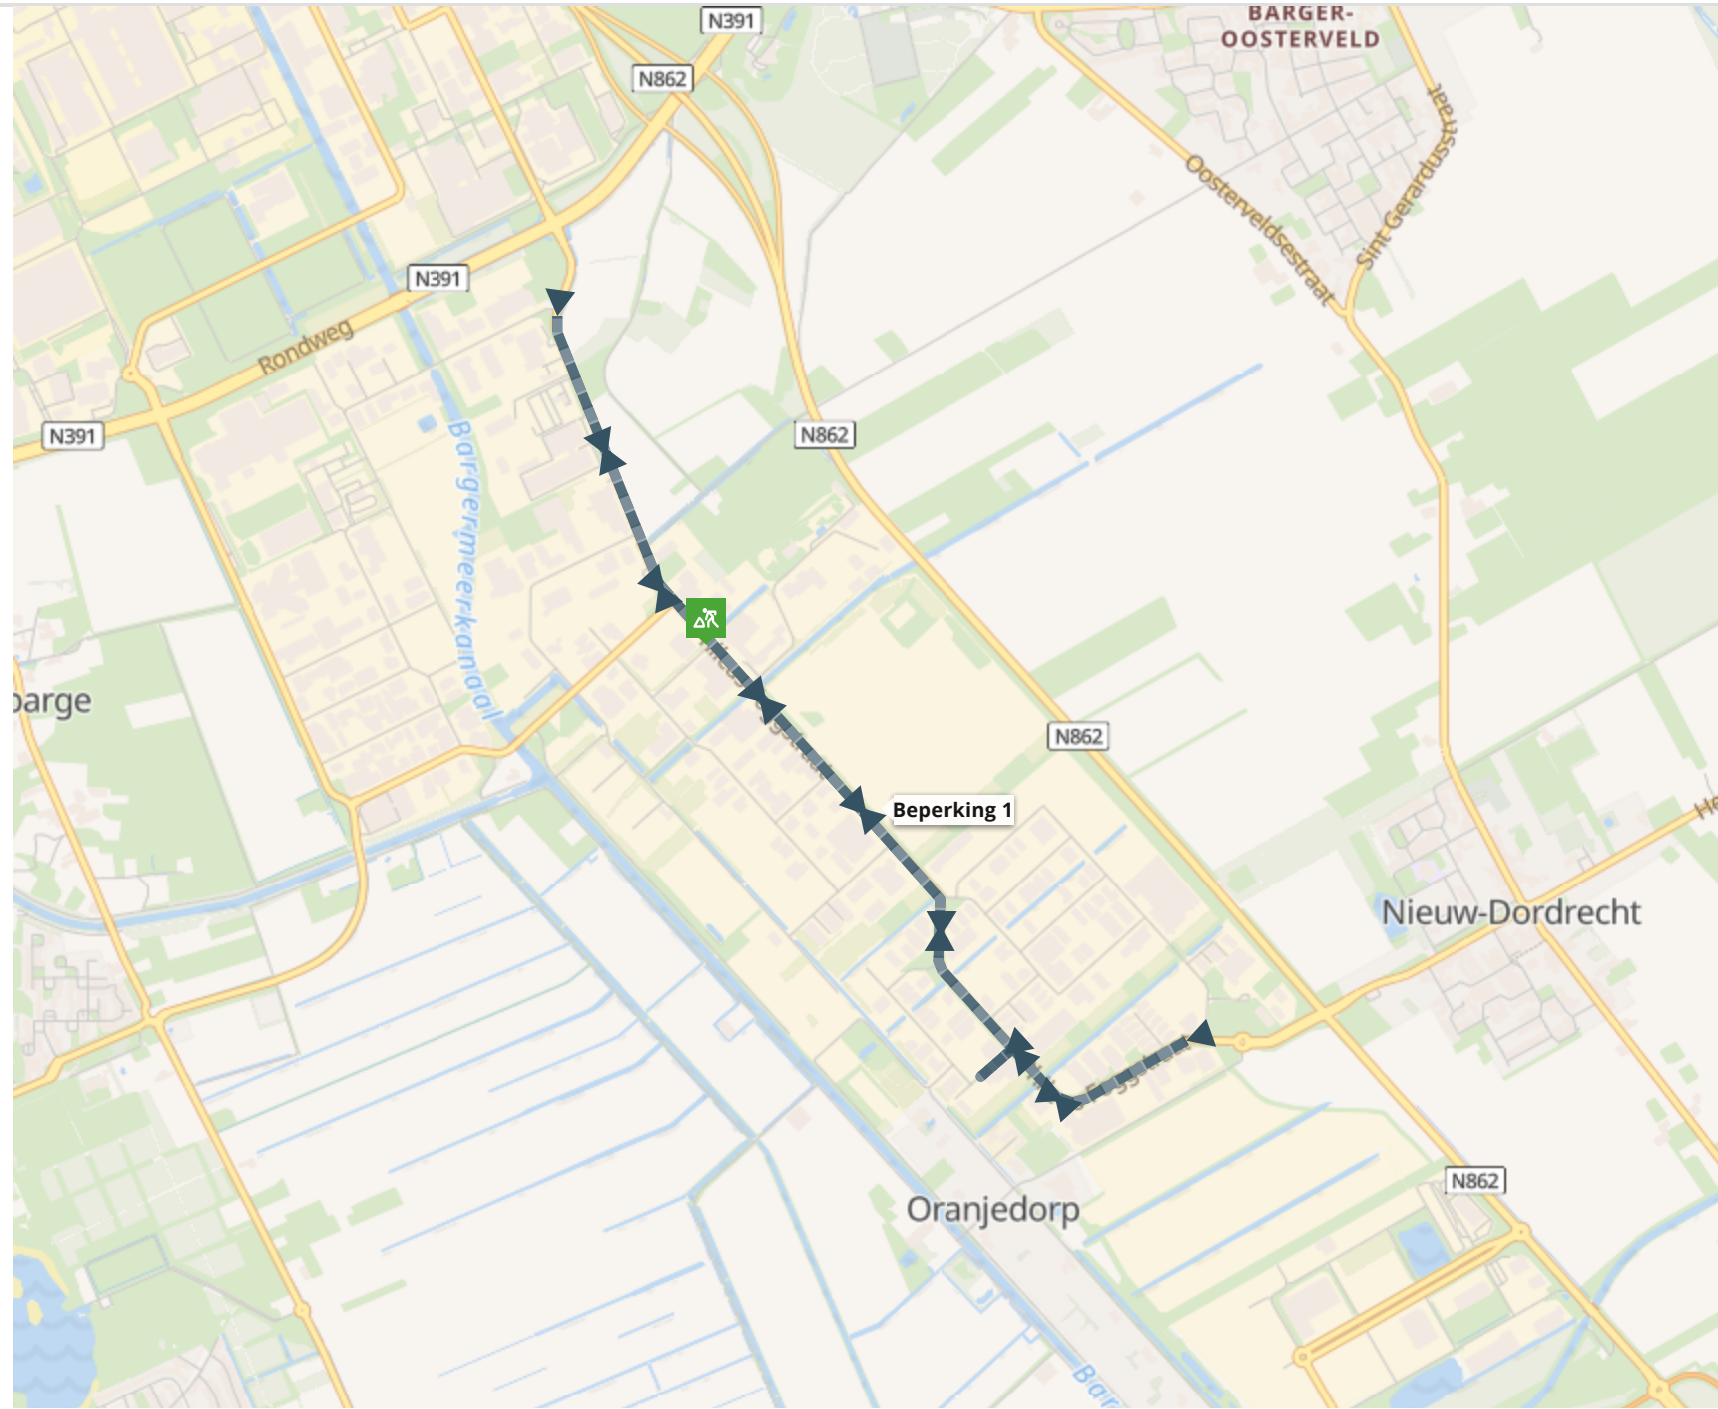 N391
BARGER-
OOSTERVELD
N862
Sint Gerardusstraat
Oosterveldsestraat
N391
Rondweg
N391
N862
Bargermeerkanaal
barge
N862
Beperking 1
Nieuw-Dordrecht
N862
Oranjedorp
Bar